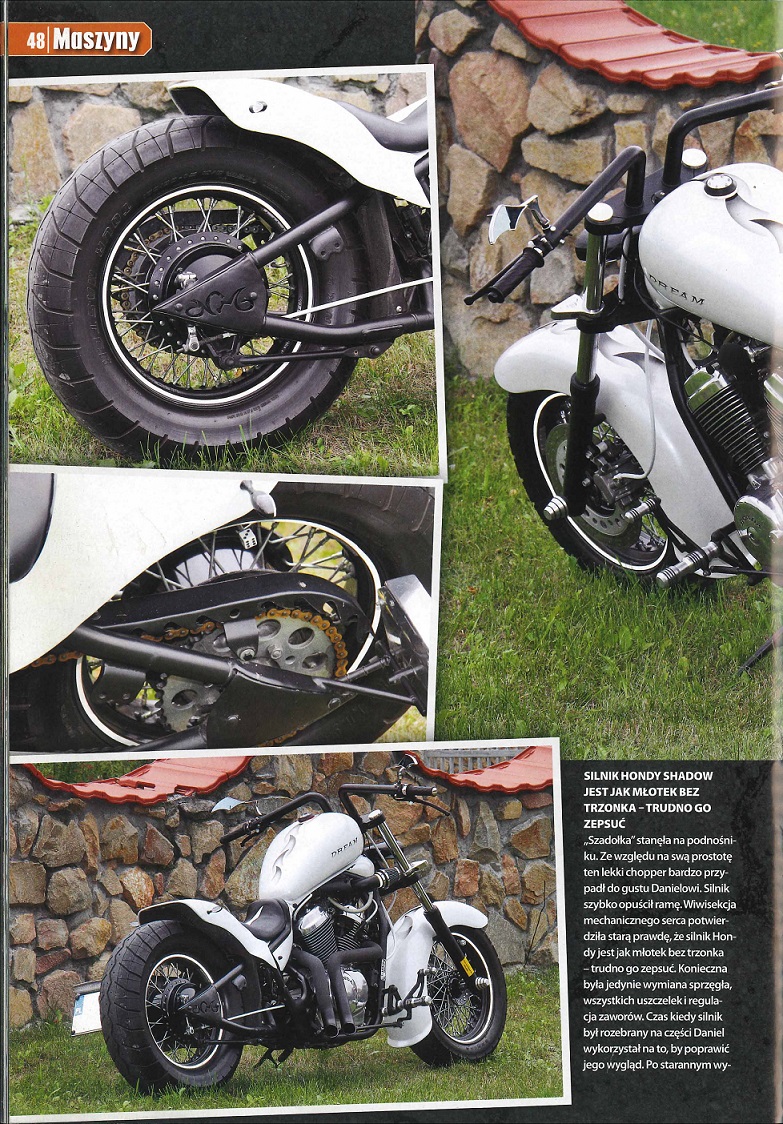 48 Maszyny
DREAM
DREAM
SILNIK HONDY SHADOW
JEST JAK MŁOTEK BEZ
TRZONKA – TRUDNO GO
ZEPSUĆ
„Szadołka” stanęła na podnośni-
ku. Ze względu na swą prostotę
ten lekki chopper bardzo przy-
padł do gustu Danielowi. Silnik
szybko opuścił ramę. Wiwisekcja
mechanicznego serca potwier-
dziła starą prawdę, że silnik Hon-
dy jest jak młotek bez trzonka
– trudno go zepsuć. Konieczna
była jedynie wymiana sprzęgła,
wszystkich uszczelek i regula-
cja zaworów. Czas kiedy silnik
był rozebrany na części Daniel
wykorzystał na to, by poprawić
jego wygląd. Po starannym wy-